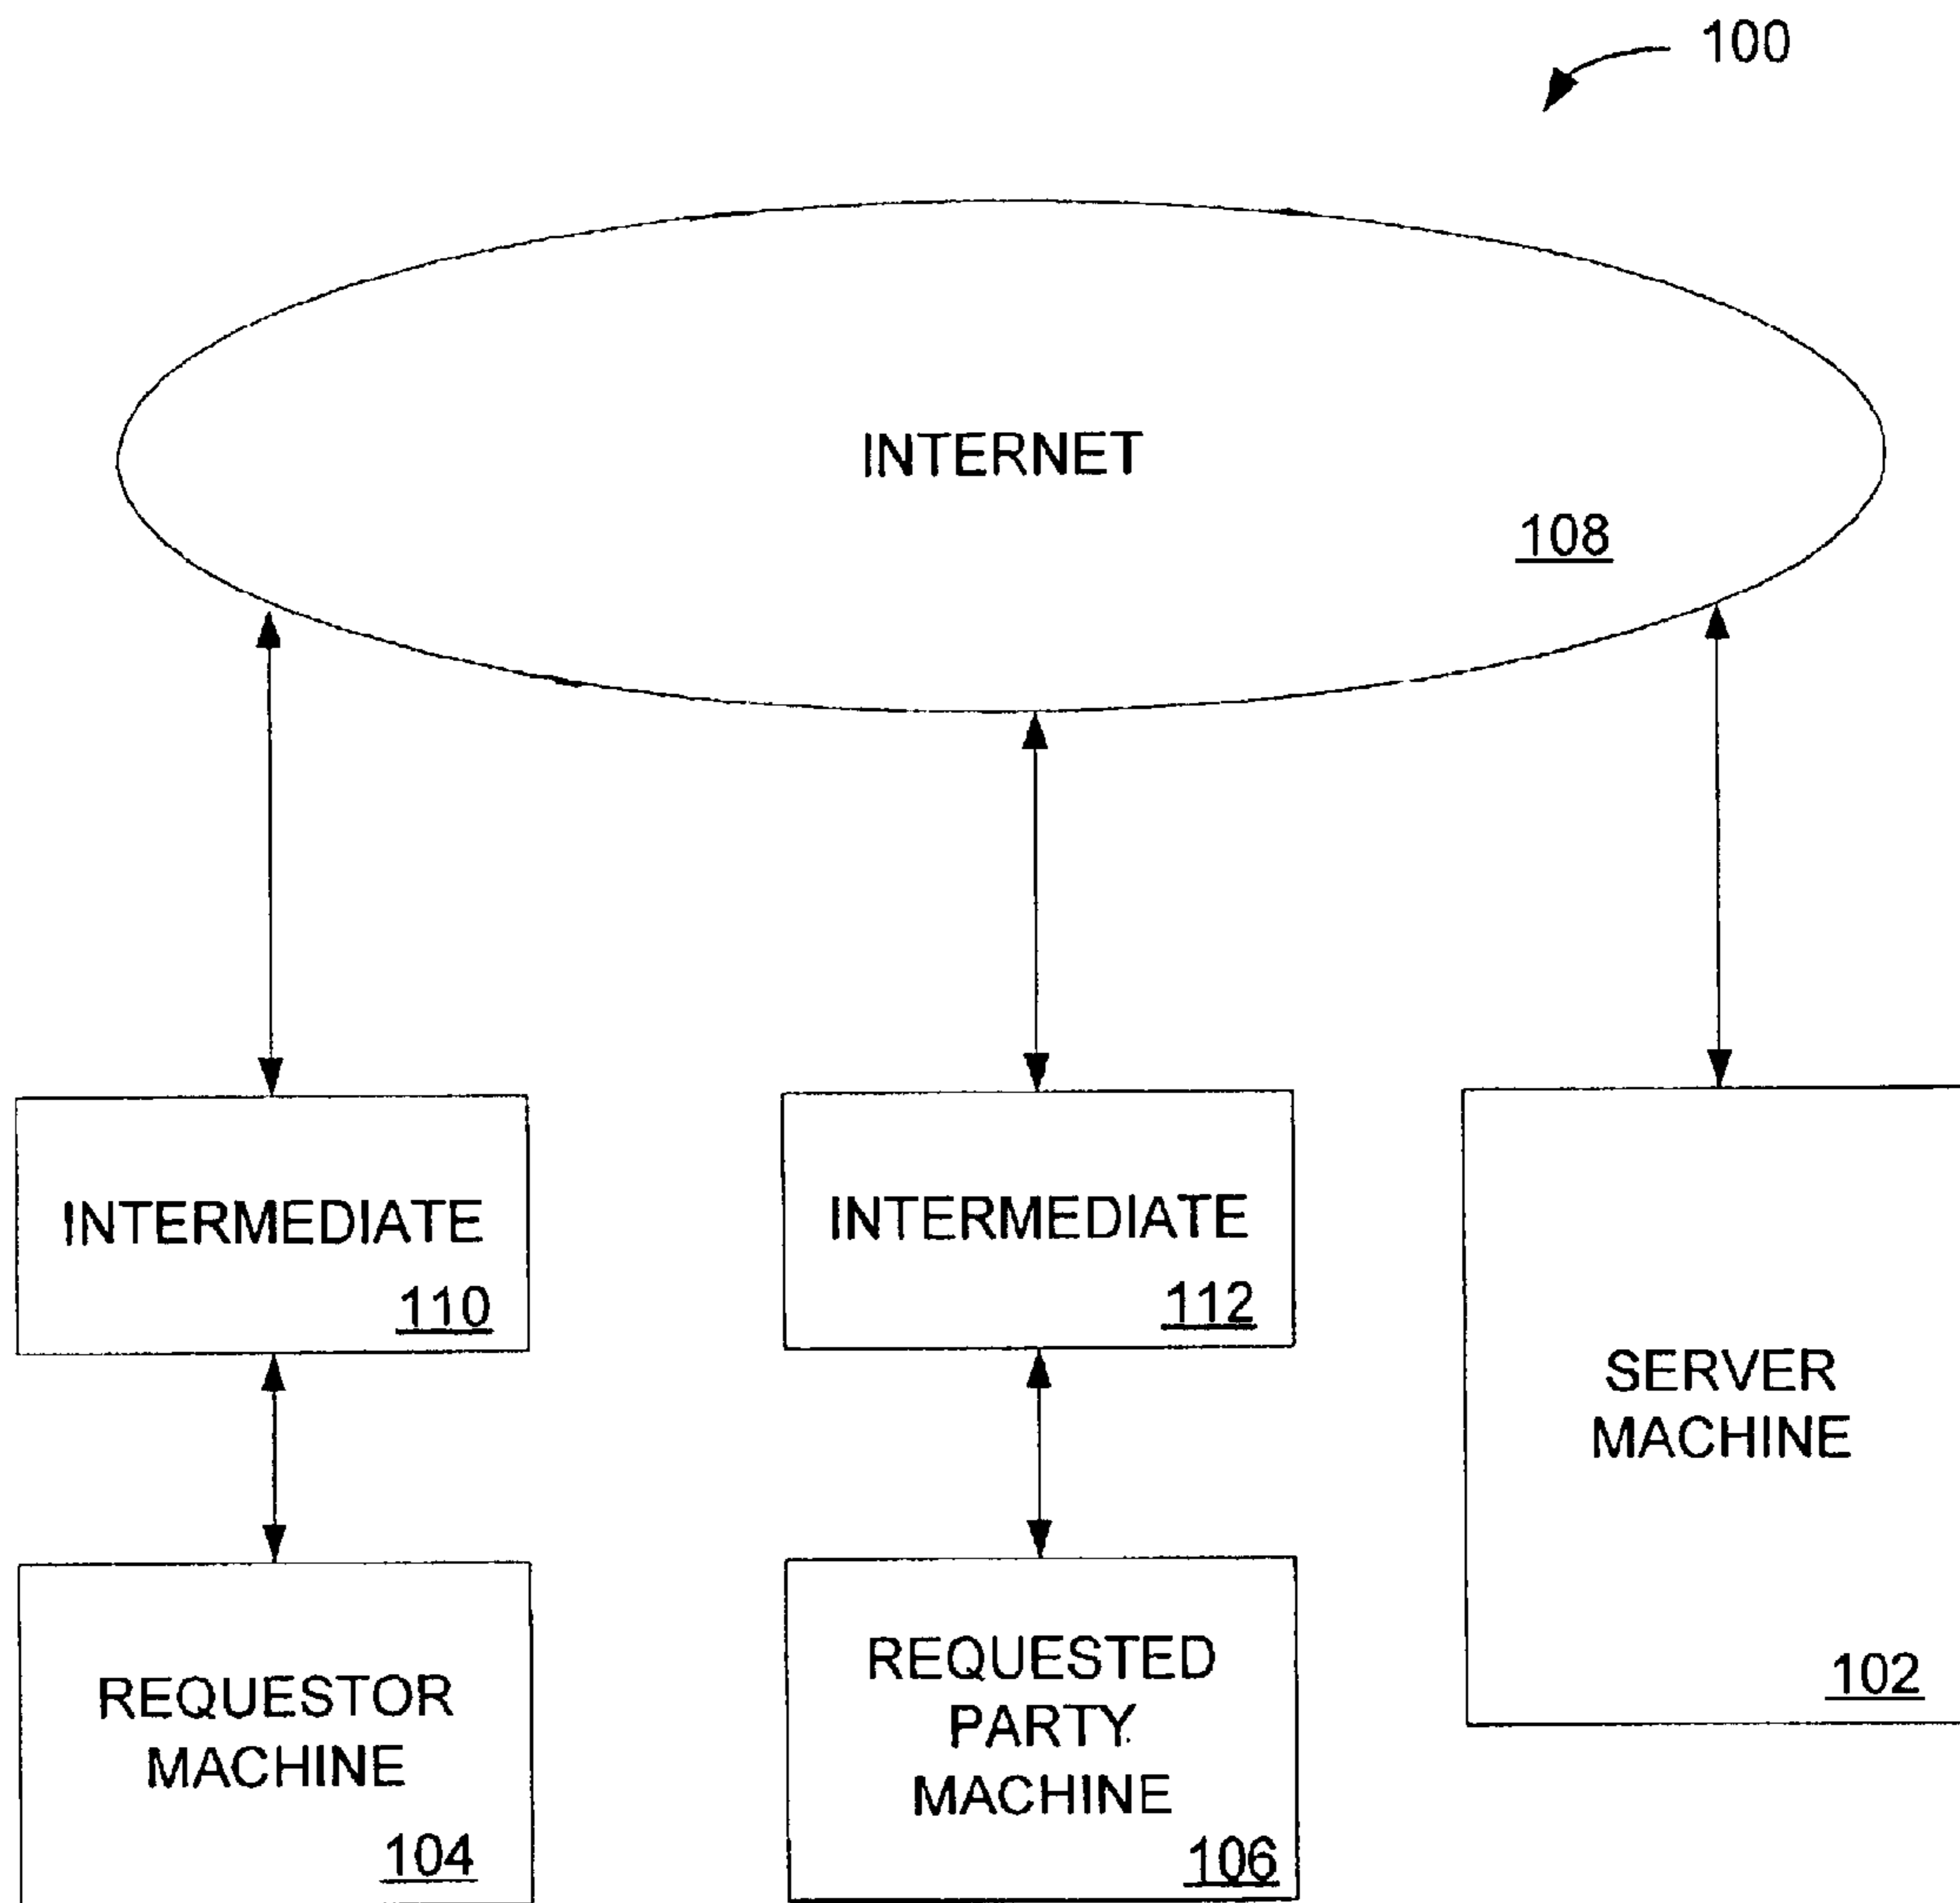 100
INTERNET
108
INTERMEDIATE
110
INTERMEDIATE
112
SERVER
MACHINE
102
REQUESTOR
MACHINE
104
REQUESTED
PARTY
MACHINE
106